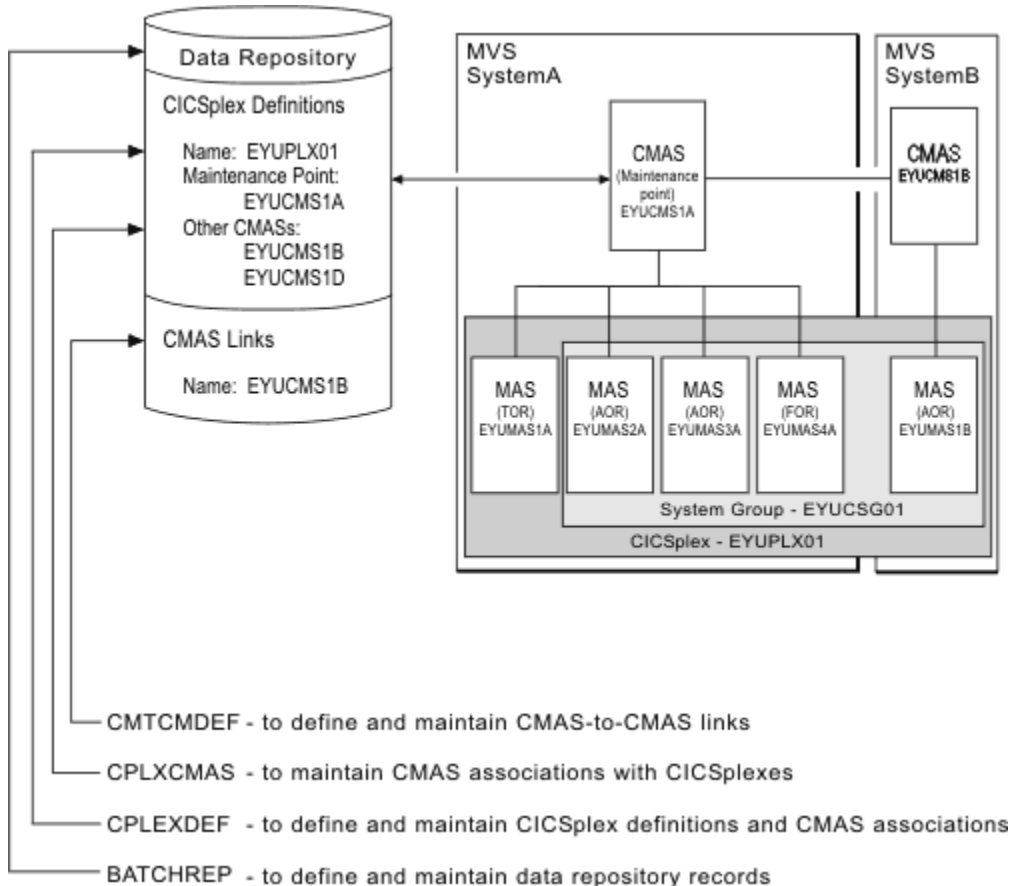 Data Repository
CICSplex Definitions
Name: EYUPLX01
Maintenance Point:
EYUCMS1A
Other CMASs:
EYUCMS1B
EYUCMS1D
CMAS Links
Name: EYUCMS1B
MVS
SystemA
CMAS
(Maintenance
point)
EYUCMS1A
MVS
SystemB
CMAS
EYUCMS1B
MAS
(TOR)
EYUMAS1A
MAS
(AOR)
EYUMAS2A
MAS
(AOR)
EYUMAS3A
MAS
(FOR)
EYUMAS4A
MAS
(AOR)
EYUMAS1B
System Group - EYUCSG01
CICSplex - EYUPLX01
CMTCMDEF - to define and maintain CMAS-to-CMAS links
CPLXCMAS - to maintain CMAS associations with CICSplexes
CPLEXDEF - to define and maintain CICSplex definitions and CMAS associations
BATCHREP - to define and maintain data repository records